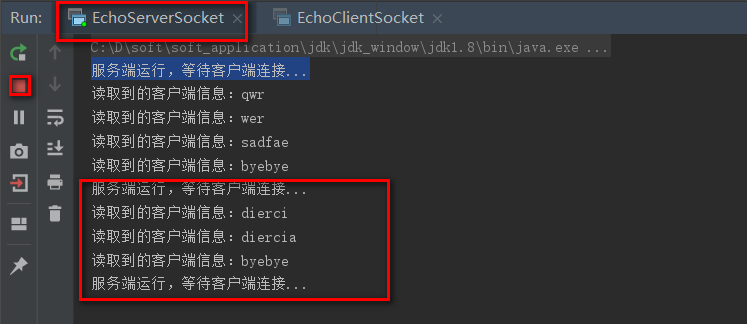 Run: EchoServerSocket × EchoClientSocket ×
C:\D\soft\soft_application\jdk\jdk_window\jdk1.8\bin\java.exe ...
服务端运行，等待客户端连接...
读取到的客户端信息：qwr
读取到的客户端信息：wer
读取到的客户端信息：sadfae
读取到的客户端信息：byebye
服务端运行，等待客户端连接...
读取到的客户端信息：dierci
读取到的客户端信息：diercia
读取到的客户端信息：byebye
服务端运行，等待客户端连接...